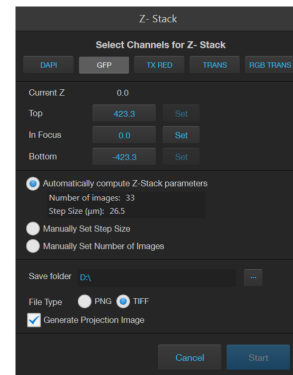 Z- Stack
Select Channels for Z- Stack
DAPI GFP TX RED TRANS RGB TRANS
Current Z 0.0
Top 423.3 Set
In Focus 0.0 Set
Bottom -423.3 Set
Automatically compute Z-Stack parameters
Number of images: 33
Step Size (µm): 26.5
Manually Set Step Size
Manually Set Number of Images
Save folder D:\ ...
File Type PNG TIFF
Generate Projection Image
Cancel Start